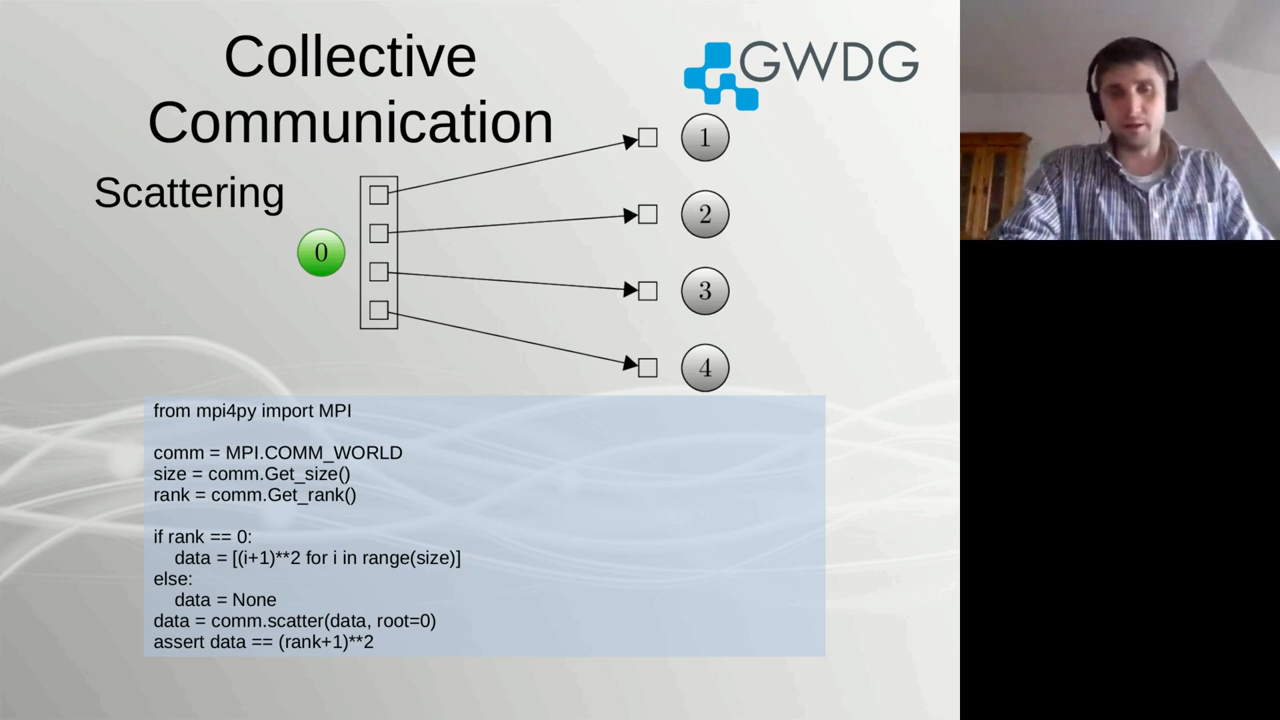 Collective
Communication
GWDG
Scattering
0
1
2
3
4
from mpi4py import MPI
comm = MPI.COMM_WORLD
size = comm.Get_size()
rank = comm.Get_rank()
if rank == 0:
    data = [(i+1)**2 for i in range(size)]
else:
    data = None
data = comm.scatter(data, root=0)
assert data == (rank+1)**2